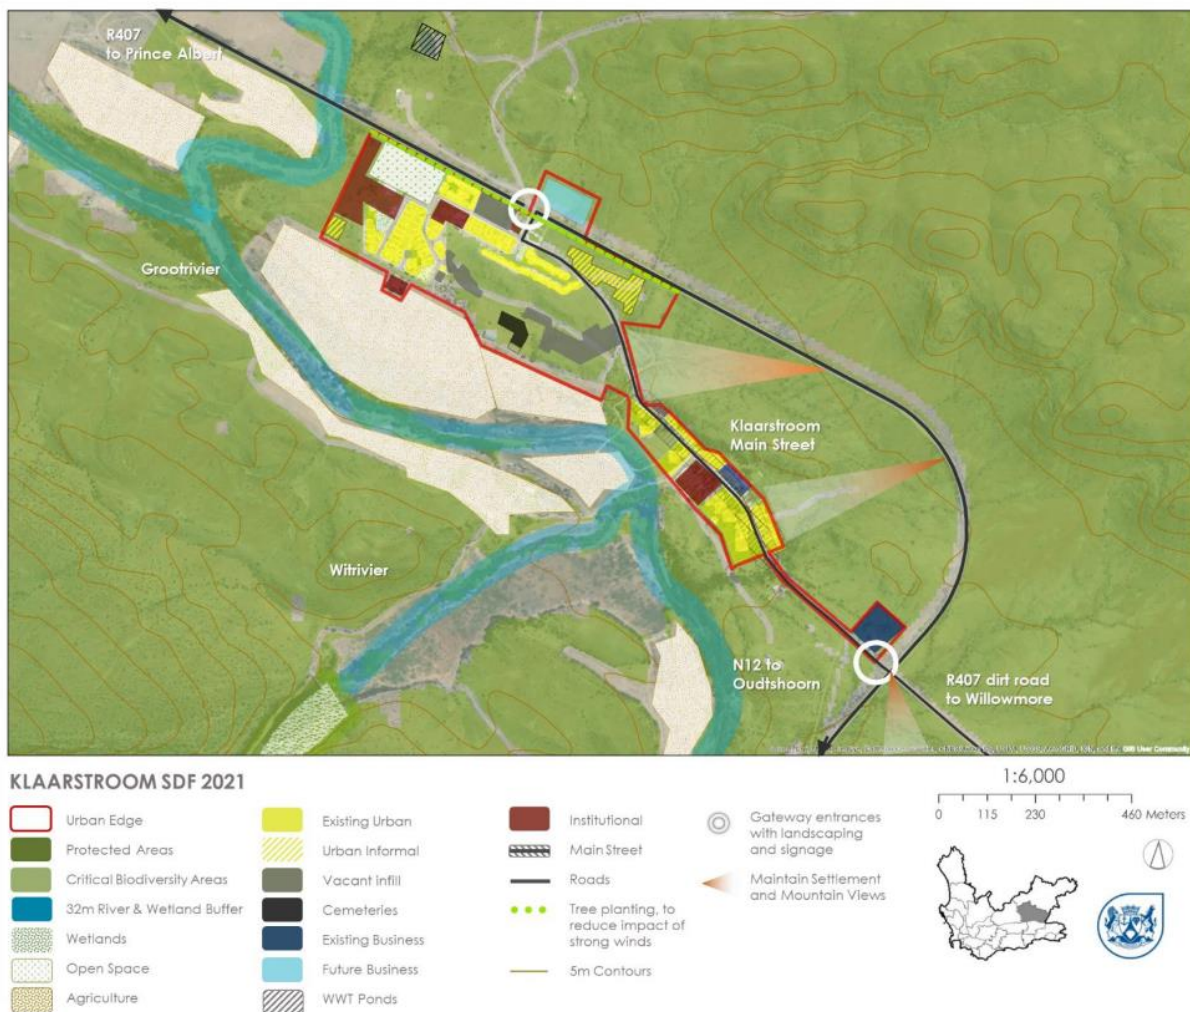 R407
to Prince Albert
Grootrivier
Klaarstroom
Main Street
Witrivier
N12 to
Oudtshoorn
R407 dirt road
to Willowmore
GIS User Community
KLAARSTROOM SDF 2021
Urban Edge
Protected Areas
Critical Biodiversity Areas
32m River & Wetland Buffer
Wetlands
Open Space
Agriculture
Existing Urban
Urban Informal
Vacant Infill
Cemeteries
Existing Business
Future Business
WWT Ponds
Institutional
Main Street
Roads
Tree planting, to
reduce impact of
strong winds
5m Contours
Gateway entrances
with landscaping
and signage
Maintain Settlement
and Mountain Views
1:6,000
0 115 230 460 Meters